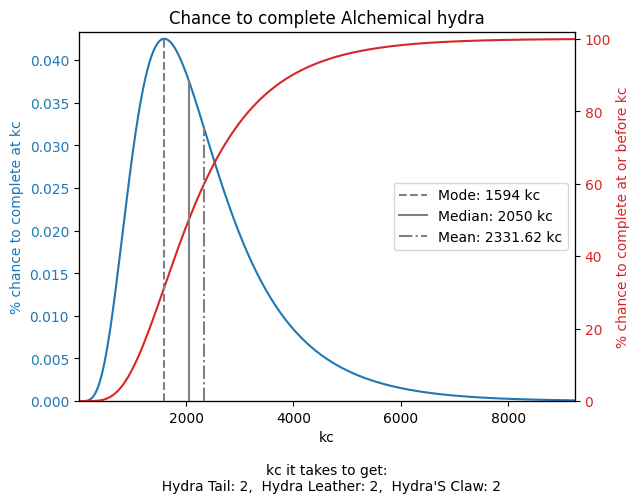 Chance to complete Alchemical hydra
% chance to complete at kc
0.040
0.035
0.030
0.025
0.020
0.015
0.010
0.005
0.000
100
80
60
40
20
0
% chance to complete at or before kc
Mode: 1594 kc
Median: 2050 kc
Mean: 2331.62 kc
2000 4000 6000 8000
kc
kc it takes to get:
Hydra Tail: 2, Hydra Leather: 2, Hydra'S Claw: 2